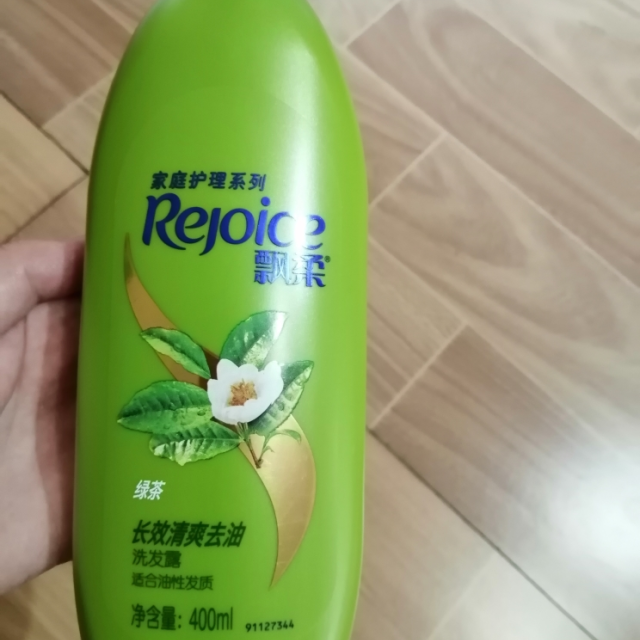 家庭护理系列
Rejoice
飘柔®
绿茶
长效清爽去油
洗发露
适合油性发质
净含量：400ml 91127344